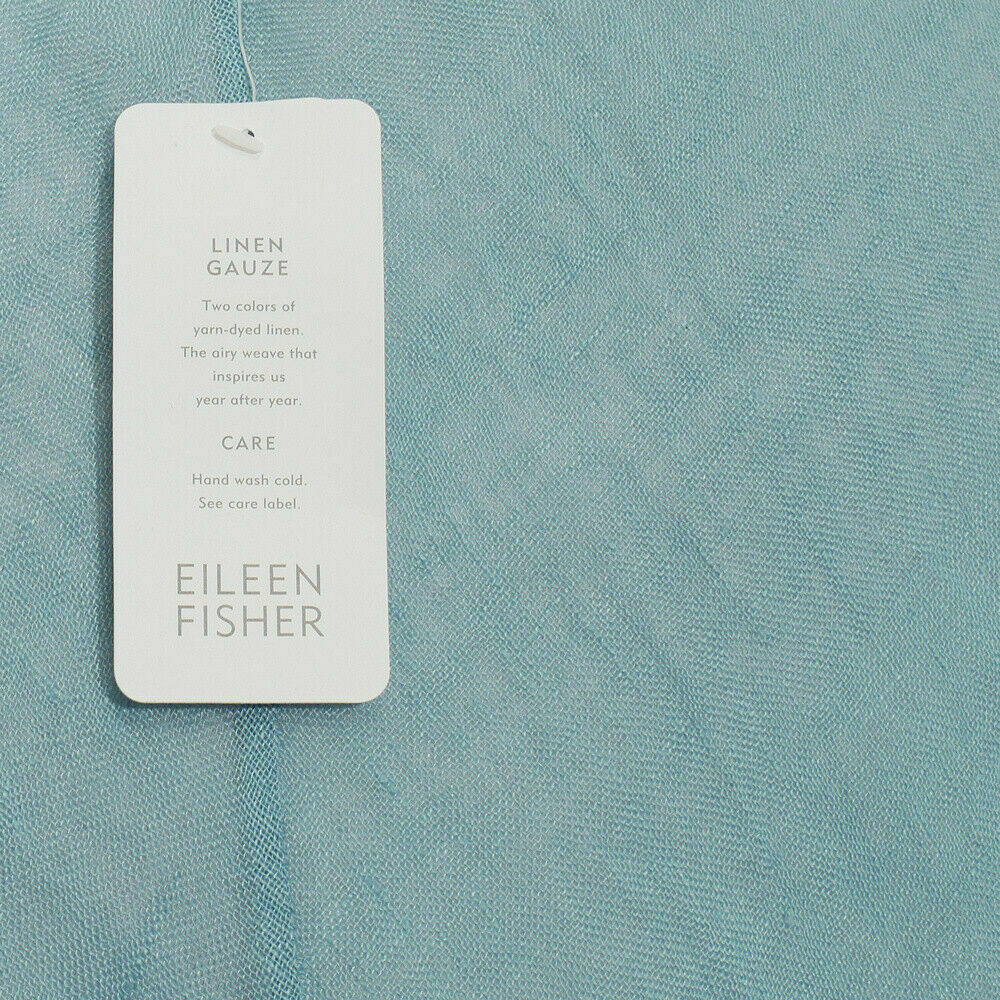 LINEN
GAUZE
Two colors of
yarn-dyed linen.
The airy weave that
inspires us
year after year.
CARE
Hand wash cold.
See care label.
EILEEN
FISHER